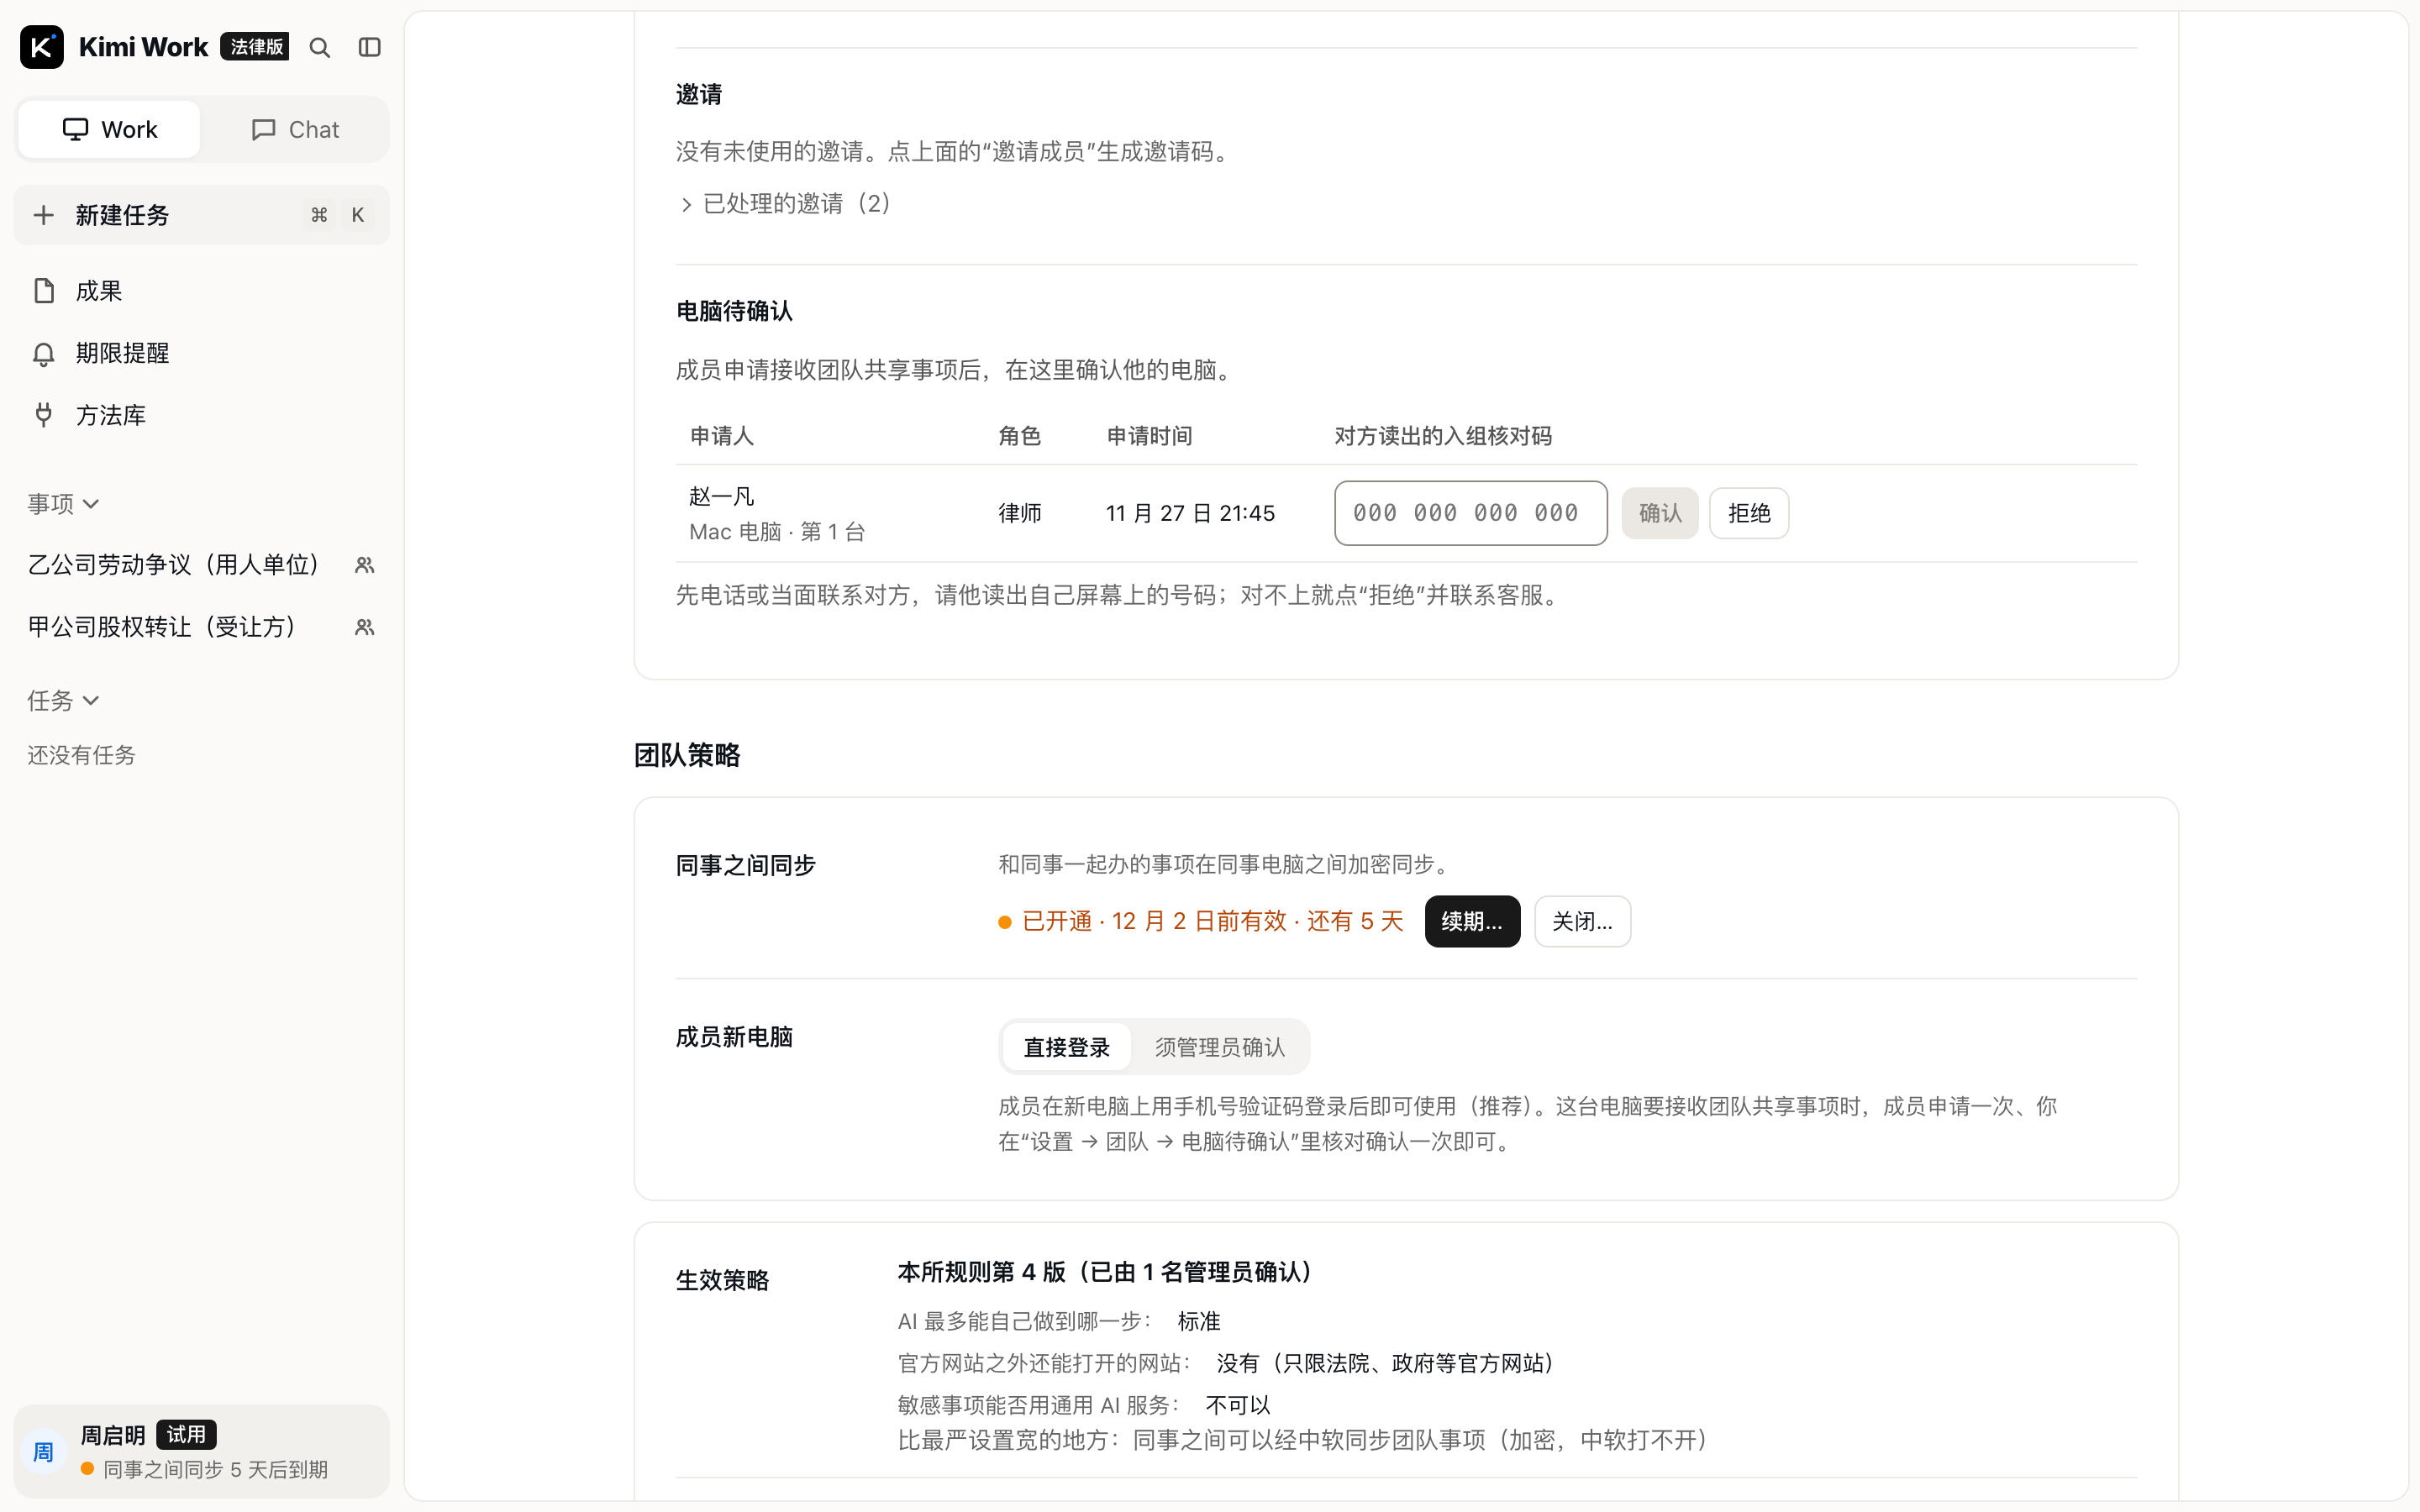 Kimi Work 法律版
Work
Chat
新建任务 ⌘ K
成果
期限提醒
方法库
事项
乙公司劳动争议（用人单位）
甲公司股权转让（受让方）
任务
还没有任务
周 周启明 试用
同事之间同步 5 天后到期
邀请
没有未使用的邀请。点上面的“邀请成员”生成邀请码。
已处理的邀请（2）
电脑待确认
成员申请接收团队共享事项后，在这里确认他的电脑。
申请人 角色 申请时间 对方读出的入组核对码
赵一凡
Mac 电脑 · 第 1 台
律师 11 月 27 日 21:45 000 000 000 000 确认 拒绝
先电话或当面联系对方，请他读出自己屏幕上的号码；对不上就点“拒绝”并联系客服。
团队策略
同事之间同步
和同事一起办的事项在同事电脑之间加密同步。
已开通 · 12 月 2 日前有效 · 还有 5 天 续期... 关闭...
成员新电脑
直接登录 须管理员确认
成员在新电脑上用手机号验证码登录后即可使用（推荐）。这台电脑要接收团队共享事项时，成员申请一次、你
在“设置 → 团队 → 电脑待确认”里核对确认一次即可。
生效策略
本所规则第 4 版（已由 1 名管理员确认）
AI 最多能自己做到哪一步： 标准
官方网站之外还能打开的网站： 没有（只限法院、政府等官方网站）
敏感事项能否用通用 AI 服务： 不可以
比最严设置宽的地方：同事之间可以经中软同步团队事项（加密，中软打不开）